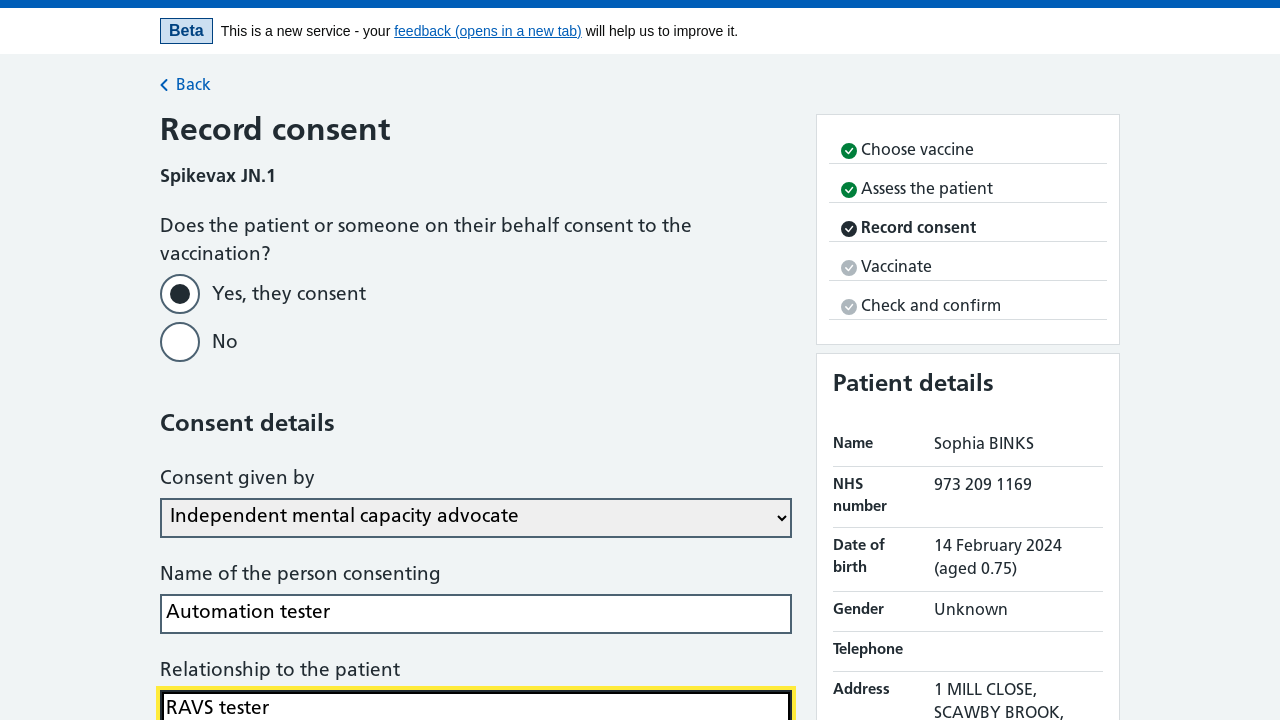 Beta This is a new service - your feedback (opens in a new tab) will help us to improve it.
Back
Record consent
Spikevax JN.1
Does the patient or someone on their behalf consent to the
vaccination?
Yes, they consent
No
Consent details
Consent given by
Independent mental capacity advocate
Name of the person consenting
Automation tester
Relationship to the patient
RAVS tester
Choose vaccine
Assess the patient
Record consent
Vaccinate
Check and confirm
Patient details
Name Sophia BINKS
NHS 973 209 1169
number
Date of 14 February 2024
birth (aged 0.75)
Gender Unknown
Telephone
Address 1 MILL CLOSE,
SCAWBY BROOK,